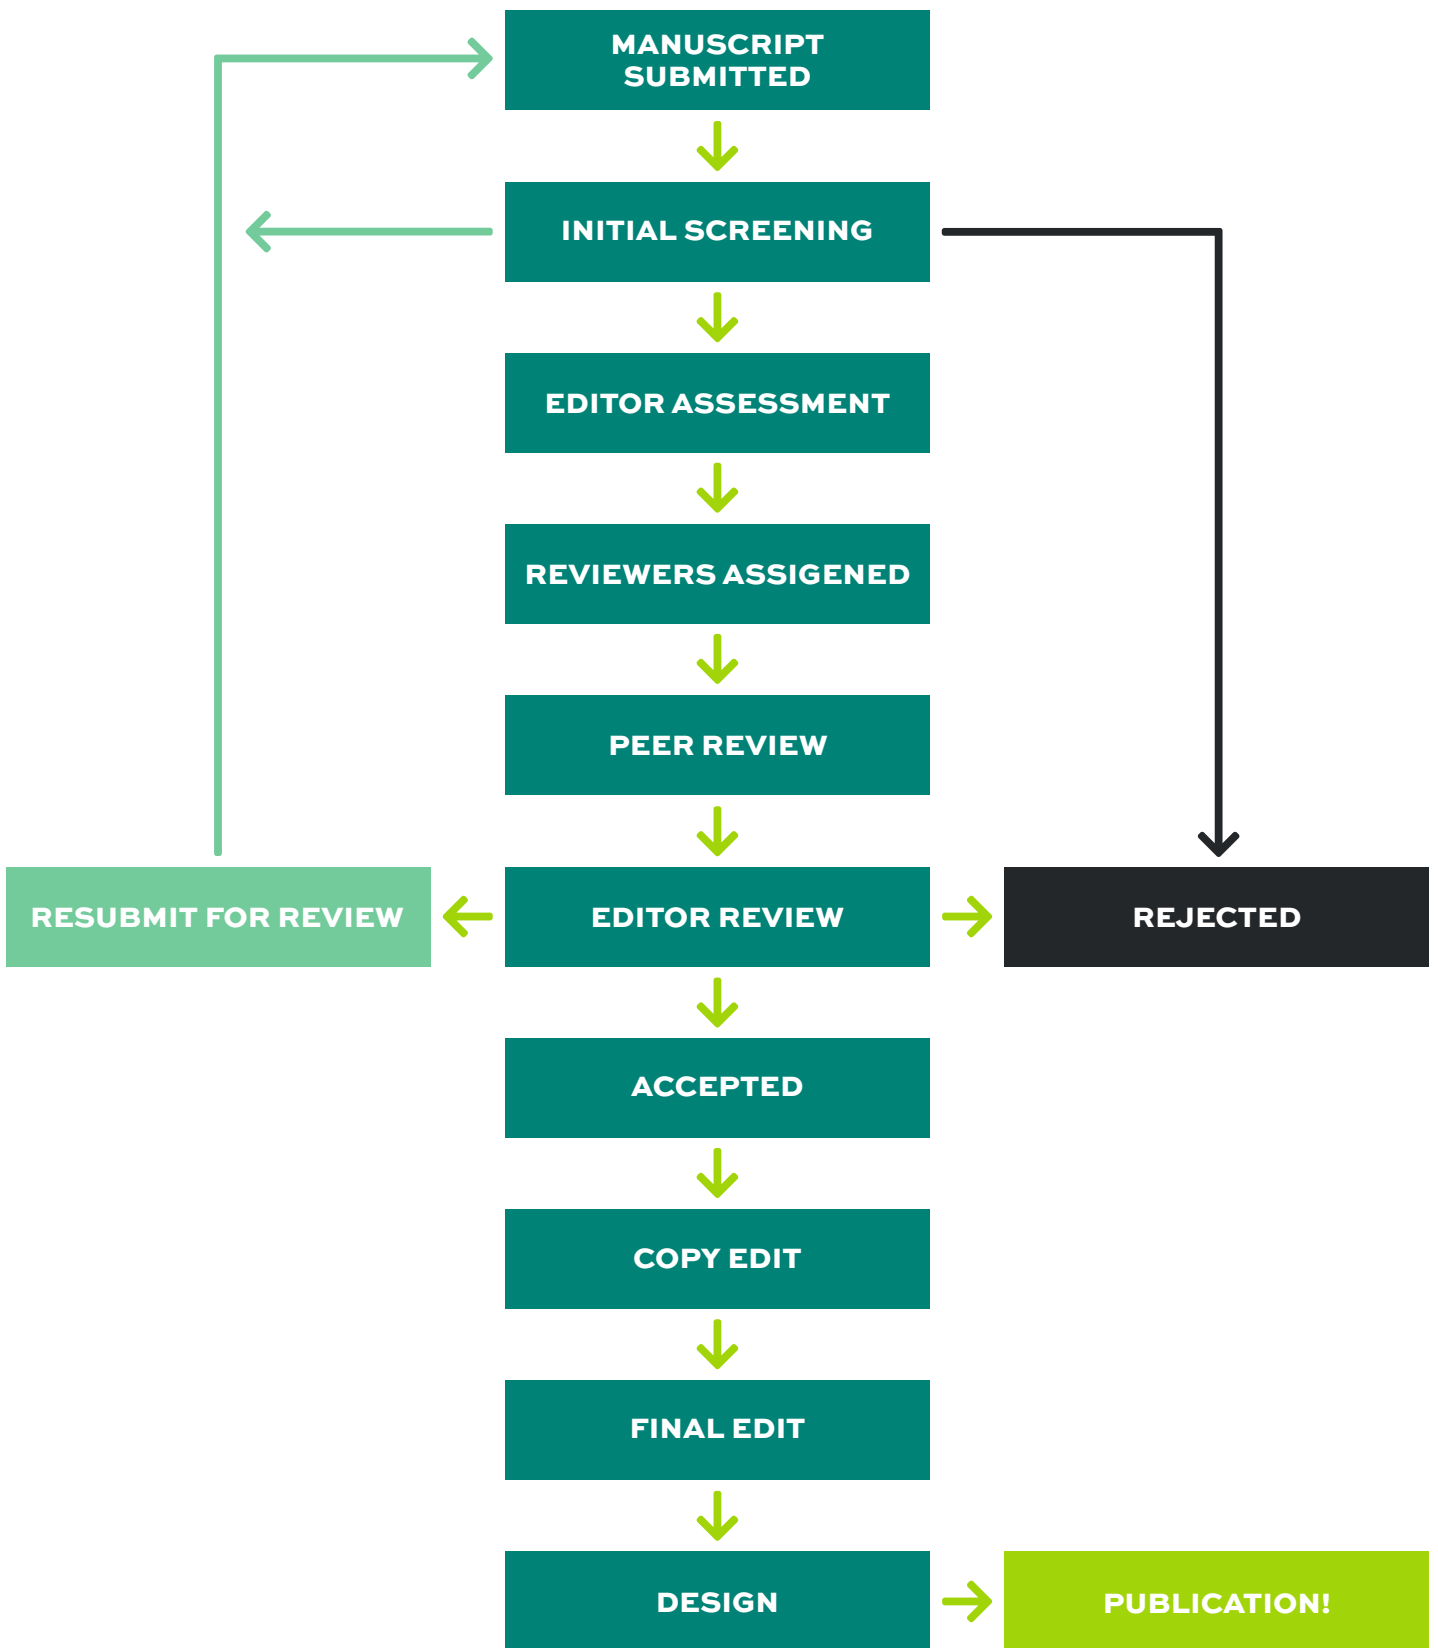 MANUSCRIPT
SUBMITTED
INITIAL SCREENING
EDITOR ASSESSMENT
REVIEWERS ASSIGENED
PEER REVIEW
RESUBMIT FOR REVIEW
EDITOR REVIEW
REJECTED
ACCEPTED
COPY EDIT
FINAL EDIT
DESIGN
PUBLICATION!